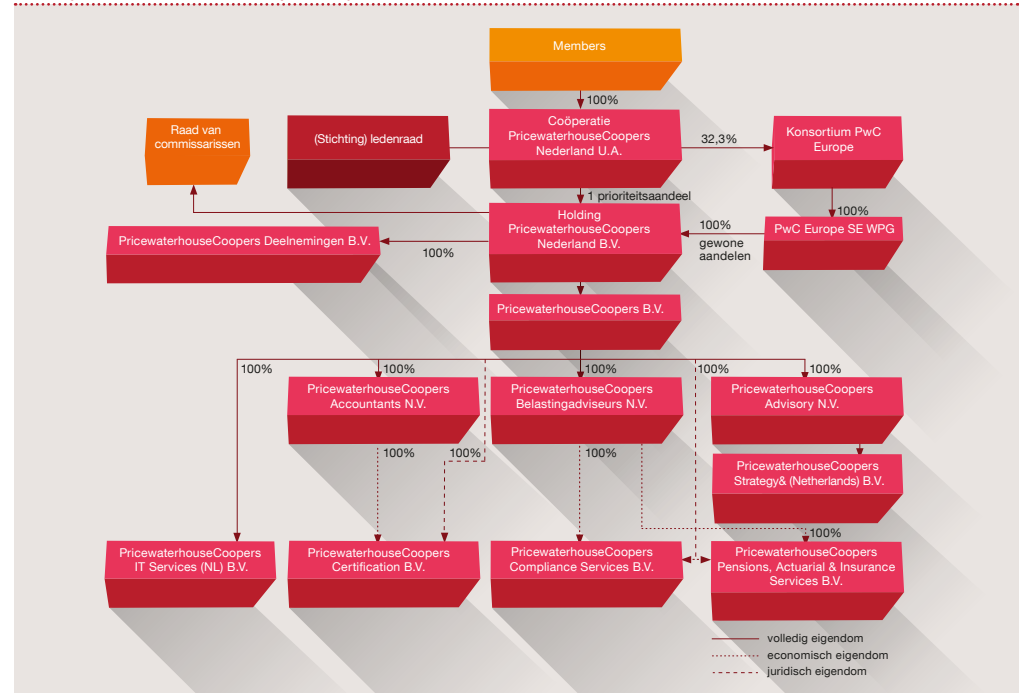 Members
100%
Coöperatie
PricewaterhouseCoopers
Nederland U.A.
Raad van
commissarissen
(Stichting) ledenraad
32,3%
Konsortium PwC
Europe
1 prioriteitsaandeel
100%
Holding
PricewaterhouseCoopers
Nederland B.V.
100%
gewone
aandelen
PwC Europe SE WPG
PricewaterhouseCoopers Deelnemingen B.V.
100%
PricewaterhouseCoopers B.V.
100%
100%
100%
100%
100%
PricewaterhouseCoopers
Accountants N.V.
PricewaterhouseCoopers
Belastingadviseurs N.V.
PricewaterhouseCoopers
Advisory N.V.
100%
100%
100%
PricewaterhouseCoopers
Strategy& (Netherlands) B.V.
100%
PricewaterhouseCoopers
IT Services (NL) B.V.
PricewaterhouseCoopers
Certification B.V.
PricewaterhouseCoopers
Compliance Services B.V.
PricewaterhouseCoopers
Pensions, Actuarial & Insurance
Services B.V.
volledig eigendom
economisch eigendom
juridisch eigendom